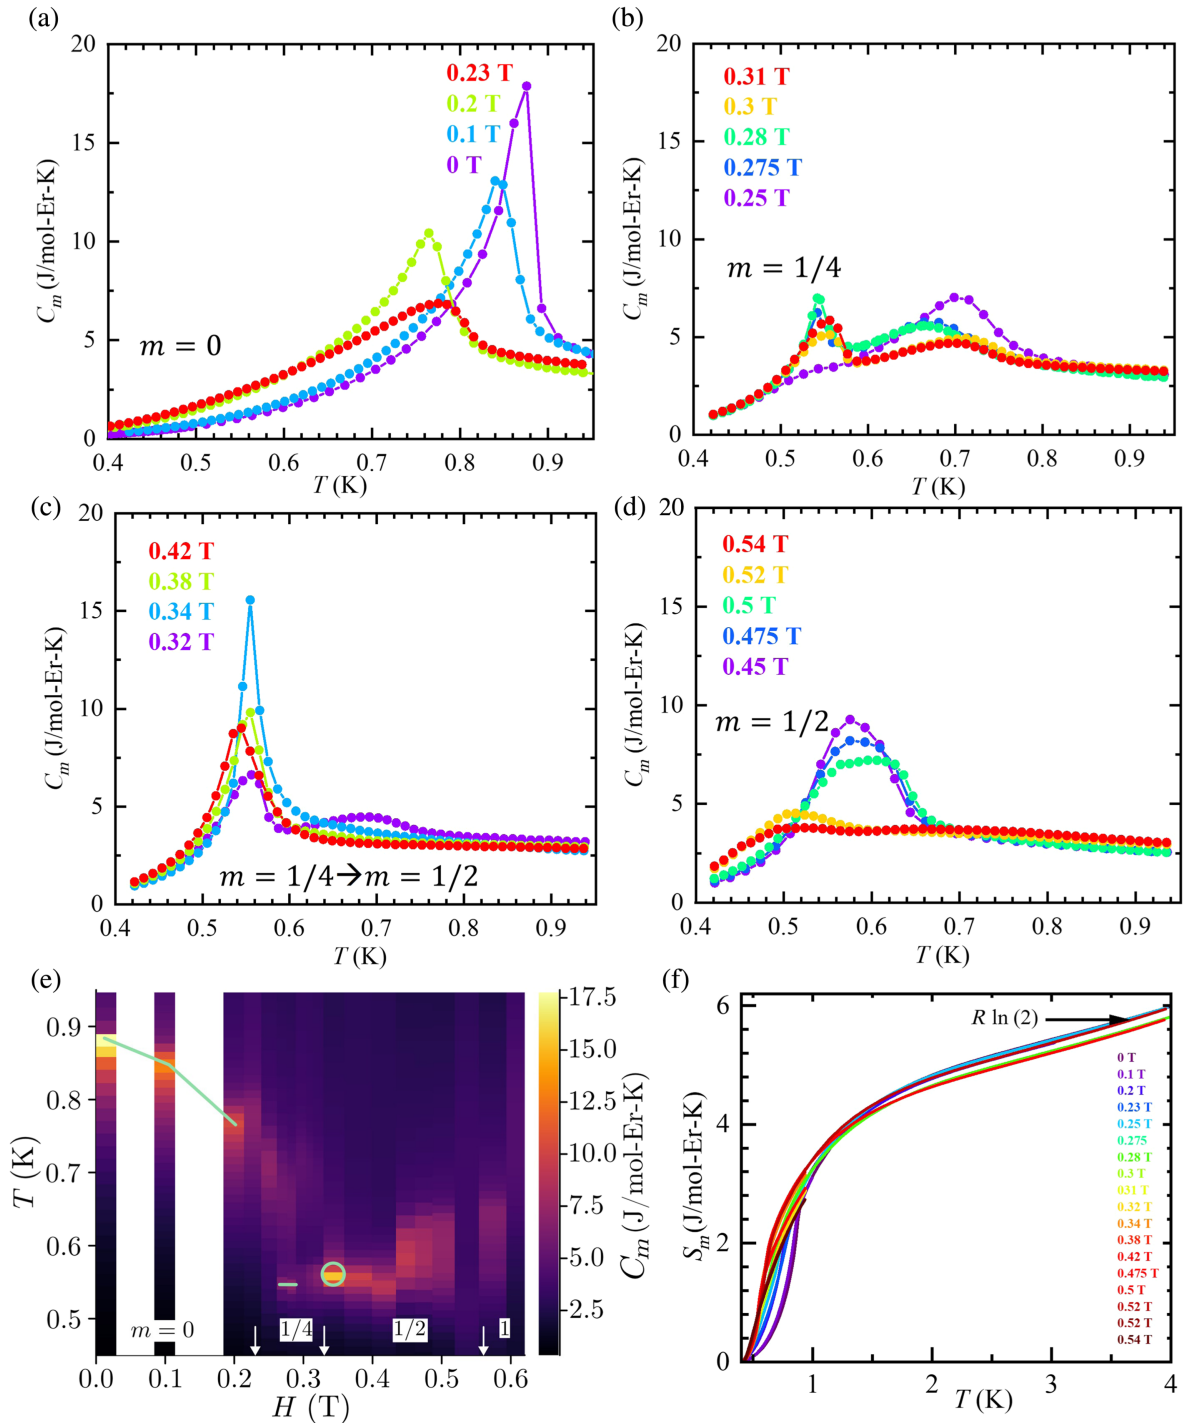 (a)
20
15
10
5
0
C_m (J/mol-Er-K)
0.23 T
0.2 T
0.1 T
0 T
m = 0
0.4 0.5 0.6 0.7 0.8 0.9
T (K)
(b)
20
15
10
5
0
C_m (J/mol-Er-K)
0.31 T
0.3 T
0.28 T
0.275 T
0.25 T
m = 1/4
0.4 0.5 0.6 0.7 0.8 0.9
T (K)
(c)
20
15
10
5
0
C_m (J/mol-Er-K)
0.42 T
0.38 T
0.34 T
0.32 T
m = 1/4→m = 1/2
0.4 0.5 0.6 0.7 0.8 0.9
T (K)
(d)
20
15
10
5
0
C_m (J/mol-Er-K)
0.54 T
0.52 T
0.5 T
0.475 T
0.45 T
m = 1/2
0.4 0.5 0.6 0.7 0.8 0.9
T (K)
(e)
0.9
0.8
0.7
0.6
0.5
T (K)
m = 0
1/4
1/2
1
0.0 0.1 0.2 0.3 0.4 0.5 0.6
H (T)
17.5
15.0
12.5
10.0
7.5
5.0
2.5
C_m (J/mol-Er-K)
(f)
6
4
2
0
S_m (J/mol-Er-K)
R ln (2)
0 T
0.1 T
0.2 T
0.23 T
0.25 T
0.275
0.28 T
0.3 T
031 T
0.32 T
0.34 T
0.38 T
0.42 T
0.475 T
0.5 T
0.52 T
0.52 T
0.54 T
1 2 3 4
T (K)